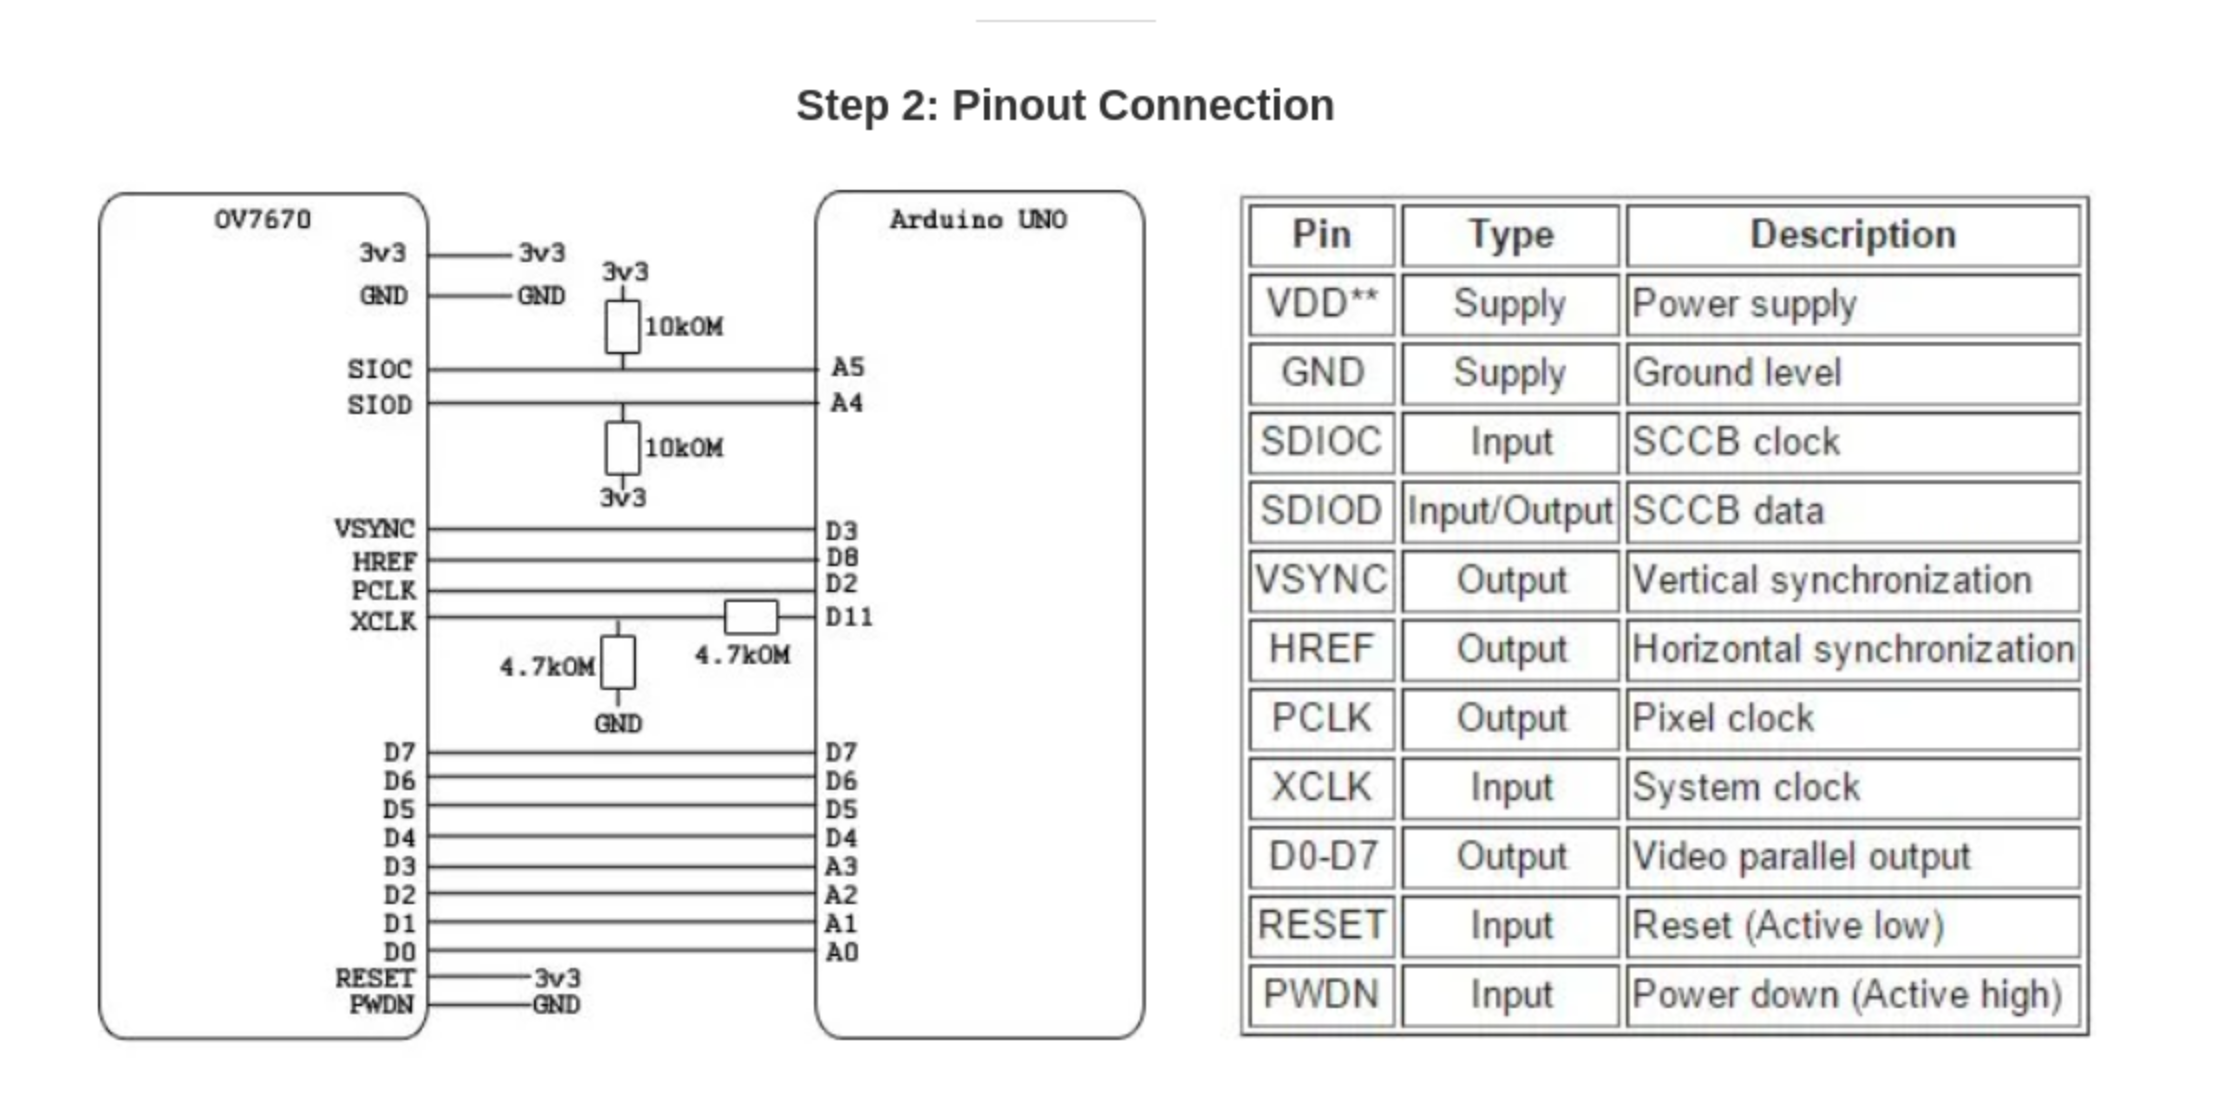 Step 2: Pinout Connection
OV7670
Arduino UNO
3v3 3v3
GND GND
3v3
10kOM
SIOC A5
SIOD A4
10kOM
3v3
VSYNC D3
HREF D8
PCLK D2
XCLK D11
4.7kOM 4.7kOM
GND
D7 D7
D6 D6
D5 D5
D4 D4
D3 A3
D2 A2
D1 A1
D0 A0
RESET 3v3
PWDN GND
Pin Type Description
VDD** Supply Power supply
GND Supply Ground level
SDIOC Input SCCB clock
SDIOD Input/Output SCCB data
VSYNC Output Vertical synchronization
HREF Output Horizontal synchronization
PCLK Output Pixel clock
XCLK Input System clock
D0-D7 Output Video parallel output
RESET Input Reset (Active low)
PWDN Input Power down (Active high)